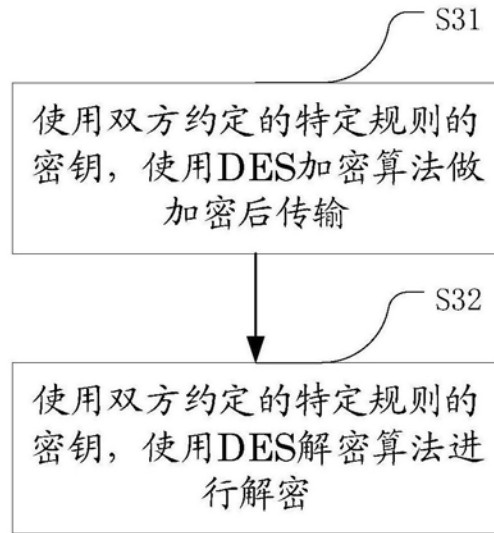 S31
使用双方约定的特定规则的
密钥，使用DES加密算法做
加密后传输
S32
使用双方约定的特定规则的
密钥，使用DES解密算法进
行解密